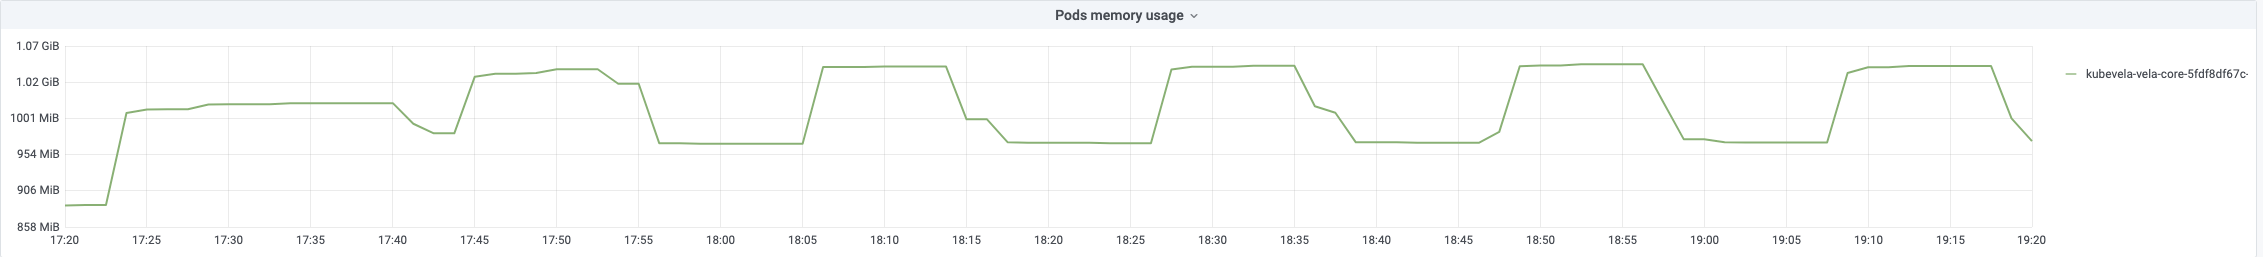 Pods memory usage
1.07 GiB
1.02 GiB
1001 MiB
954 MiB
906 MiB
858 MiB
17:20 17:25 17:30 17:35 17:40 17:45 17:50 17:55 18:00 18:05 18:10 18:15 18:20 18:25 18:30 18:35 18:40 18:45 18:50 18:55 19:00 19:05 19:10 19:15 19:20
kubevela-vela-core-5fdf8df67c-